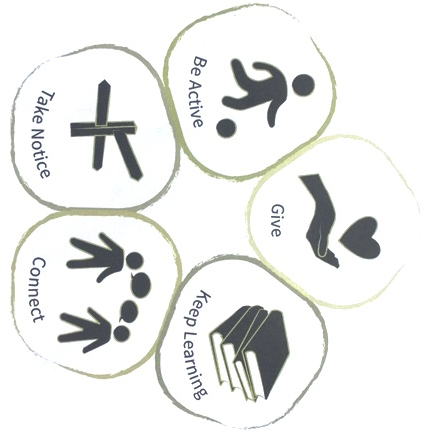 Give
Be Active
Keep Learning
Take Notice
Connect